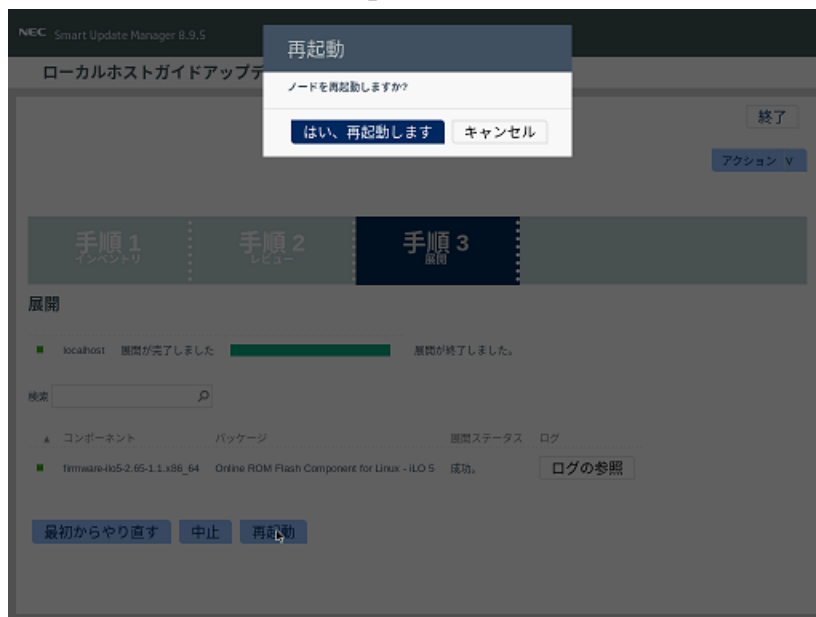 再起動
NEC Smart Update Manager 8.9.5
ノードを再起動しますか?
ローカルホストガイドアップデ
はい、再起動します キャンセル
終了
アクション
手順 1 手順 2 手順 3
インベントリ レビュー 展開
展開
localhost 展開が完了しました 展開が終了しました。
検索
コンポーネント パッケージ 展開ステータス ログ
firmware-ilo5-2.65-1.1.x86_64 Online ROM Flash Component for Linux - iLO 5 成功。 ログの参照
最初からやり直す 中止 再起動